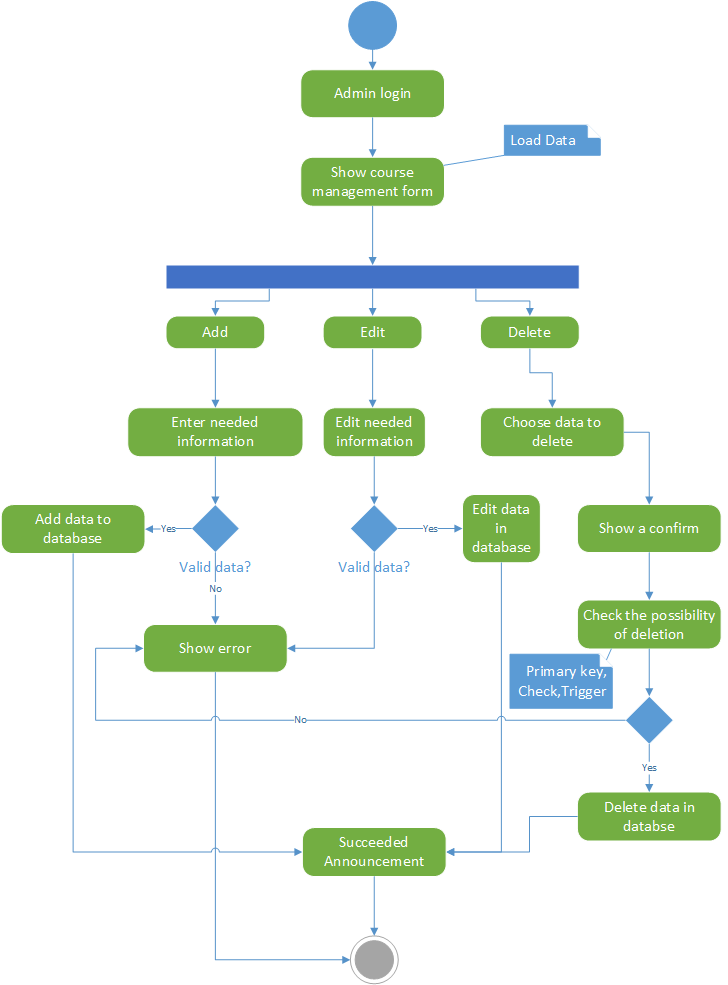 Admin login
Load Data
Show course
management form
Add
Edit
Delete
Enter needed
information
Edit needed
information
Choose data to
delete
Add data to
database
Yes
Yes
Edit data
in
database
Show a confirm
Valid data?
Valid data?
No
Check the possibility
of deletion
Show error
Primary key,
Check,Trigger
No
Yes
Delete data in
databse
Succeeded
Announcement